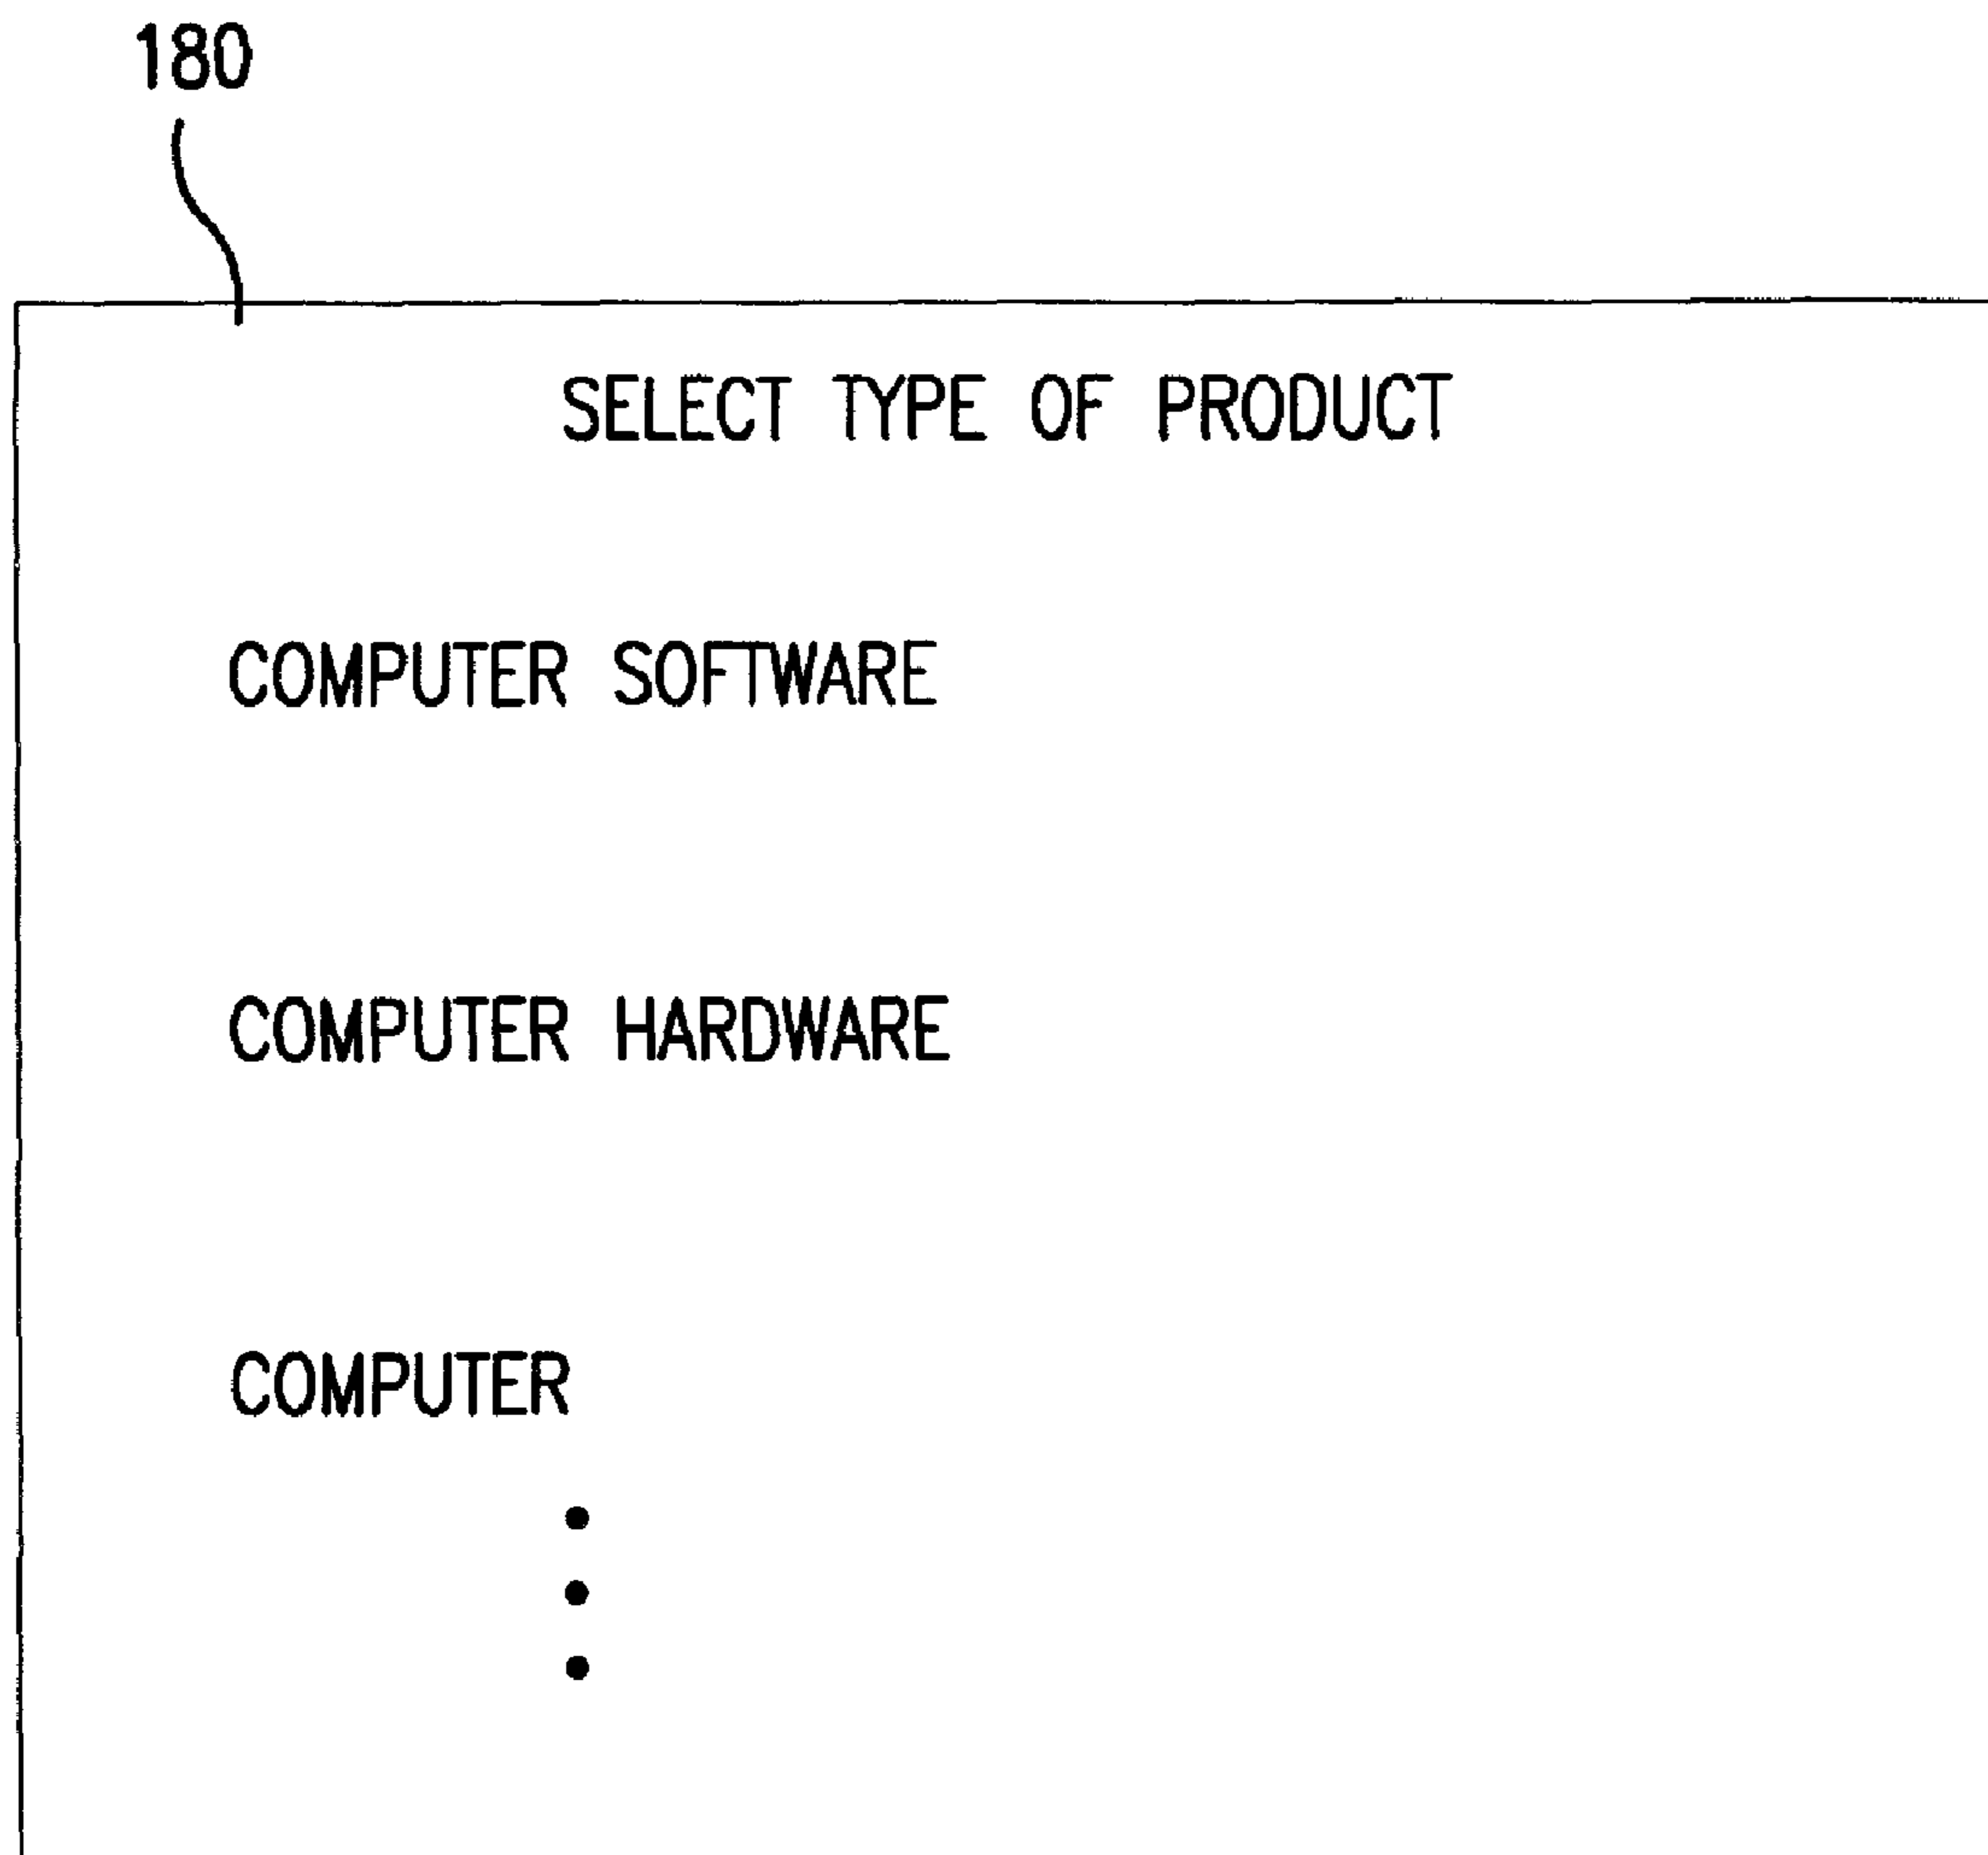 180
SELECT TYPE OF PRODUCT
COMPUTER SOFTWARE
COMPUTER HARDWARE
COMPUTER